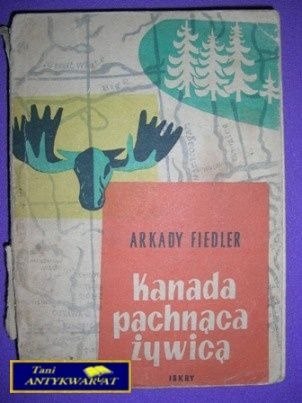 ARKADY FIEDLER
Kanada
pachnąca
żywicą
ISKRY
Tani
ANTYKWARIAT